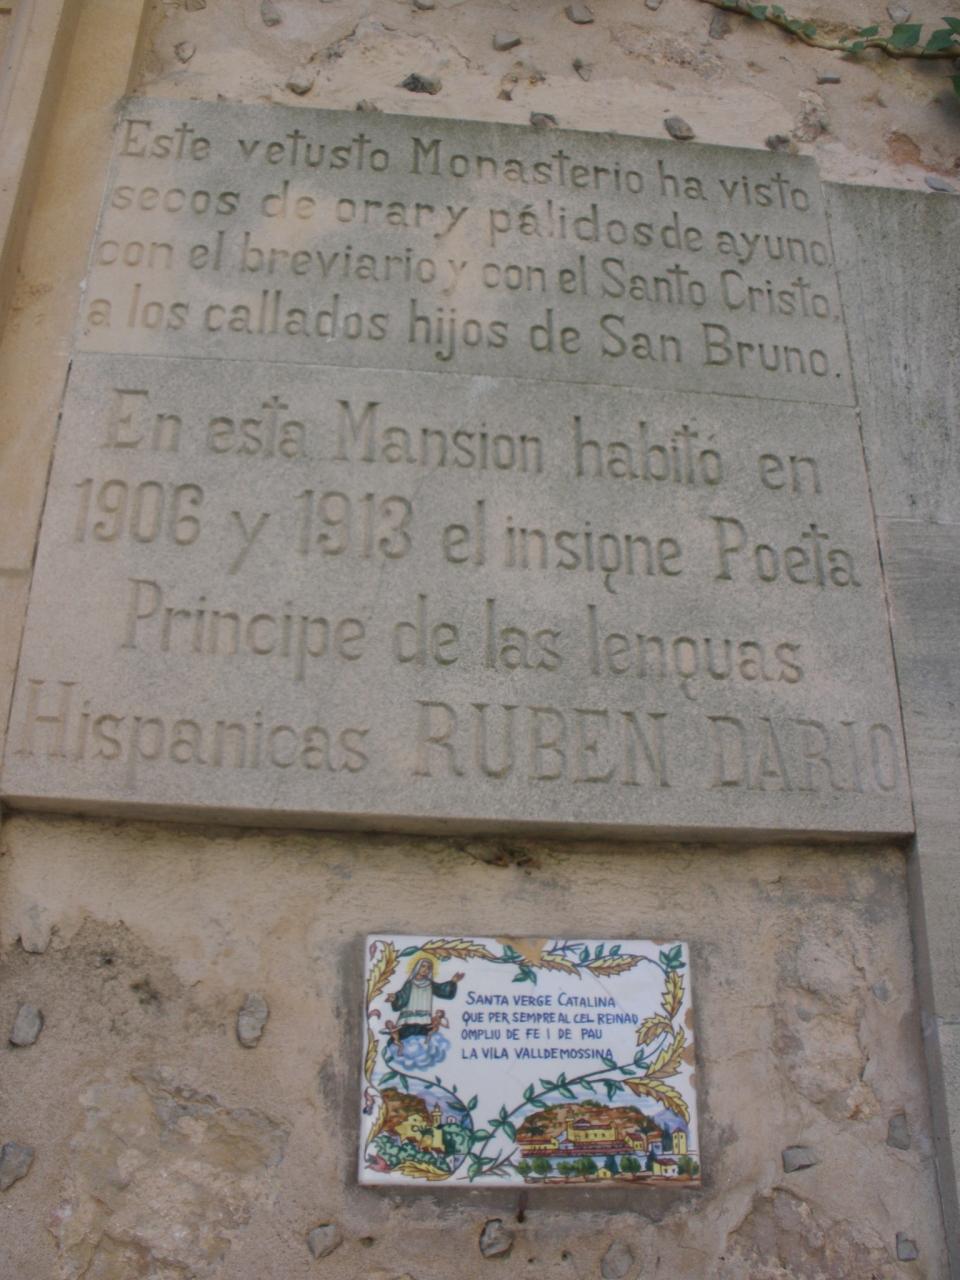 Este vetusto Monasterio ha visto
secos de orar y pálidos de ayuno,
con el breviario y con el Santo Cristo,
a los callados hijos de San Bruno.
En esta Mansion habitó en
1906 y 1913 el insigne Poeta
Principe de las lenguas
Hispanicas RUBEN DARIO
SANTA VERGE CATALINA
QUE PER SEMPRE AL CEL REINAU
OMPLIU DE FE I DE PAU
LA VILA VALLDEMOSSINA